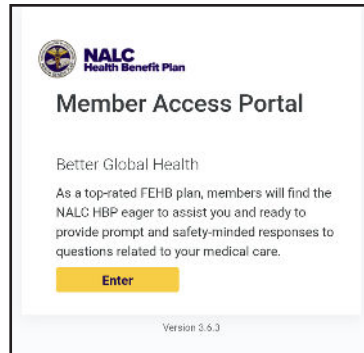 NALC
Health Benefit Plan
Member Access Portal
Better Global Health
As a top-rated FEHB plan, members will find the
NALC HBP eager to assist you and ready to
provide prompt and safety-minded responses to
questions related to your medical care.
Enter
Version 3.6.3